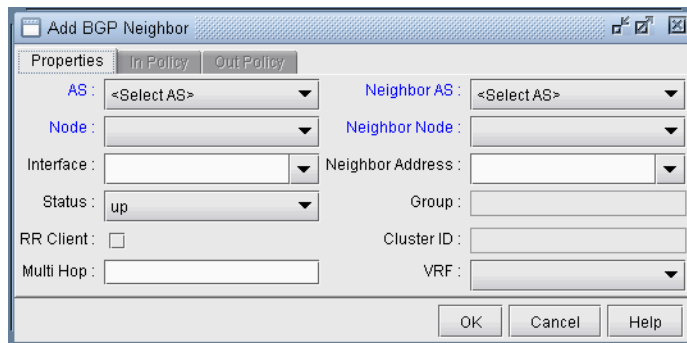 Add BGP Neighbor
Properties In Policy Out Policy
AS : <Select AS> Neighbor AS : <Select AS>
Node : Neighbor Node :
Interface : Neighbor Address :
Status : up Group :
RR Client : Cluster ID :
Multi Hop : VRF :
OK Cancel Help